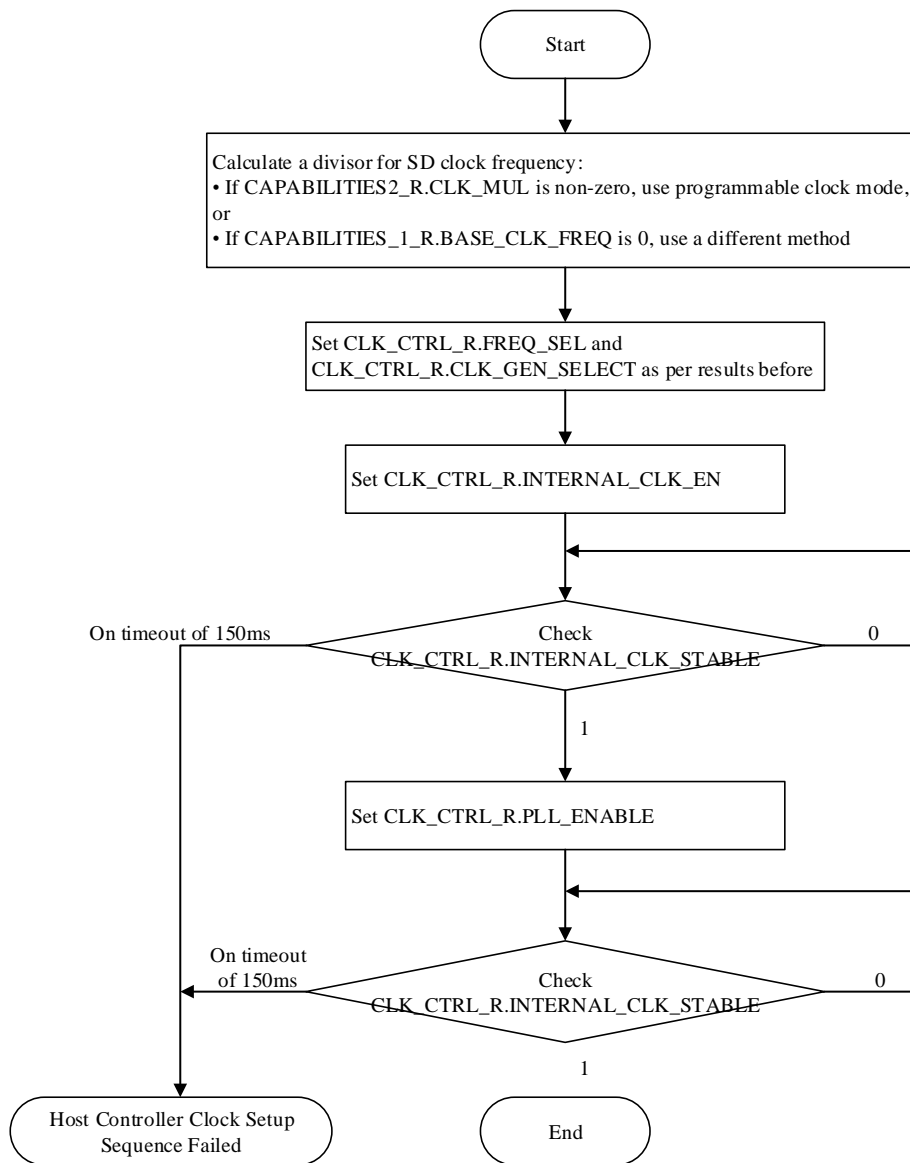 Start
Calculate a divisor for SD clock frequency:
• If CAPABILITIES2_R.CLK_MUL is non-zero, use programmable clock mode,
or
• If CAPABILITIES_1_R.BASE_CLK_FREQ is 0, use a different method
Set CLK_CTRL_R.FREQ_SEL and
CLK_CTRL_R.CLK_GEN_SELECT as per results before
Set CLK_CTRL_R.INTERNAL_CLK_EN
On timeout of 150ms
Check
CLK_CTRL_R.INTERNAL_CLK_STABLE
0
1
Set CLK_CTRL_R.PLL_ENABLE
On timeout
of 150ms
Check
CLK_CTRL_R.INTERNAL_CLK_STABLE
0
1
Host Controller Clock Setup
Sequence Failed
End